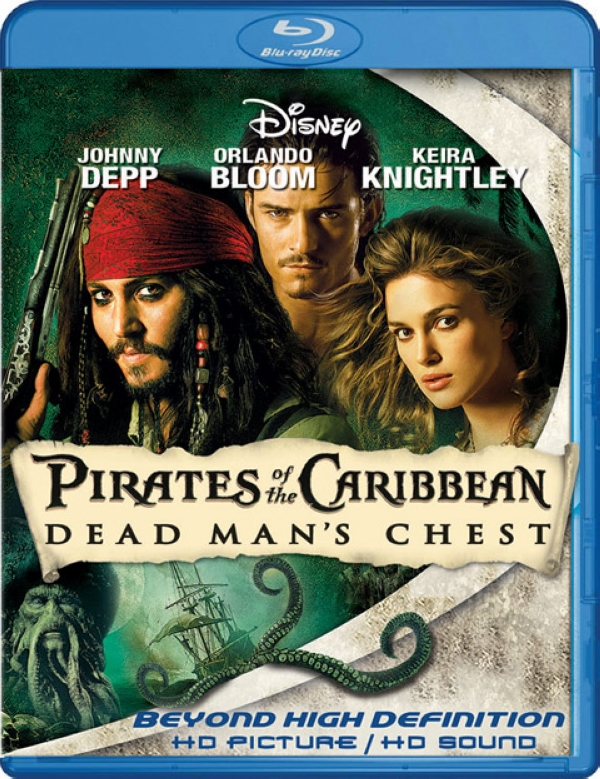 Blu-ray Disc
Disney
JOHNNY DEPP
ORLANDO BLOOM
KEIRA KNIGHTLEY
PIRATES of the CARIBBEAN
DEAD MAN'S CHEST
BEYOND HIGH DEFINITION
HD PICTURE / HD SOUND